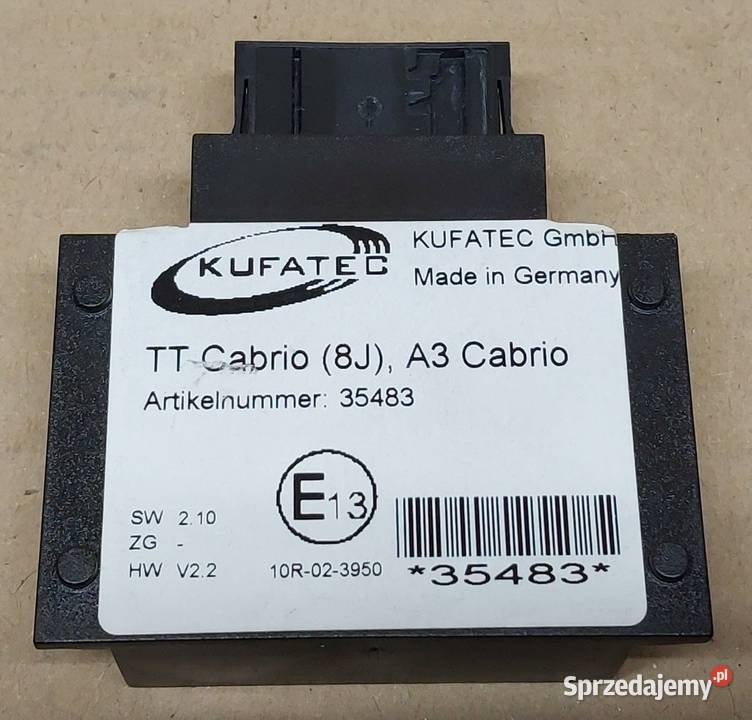 KUFATEC
KUFATEC GmbH
Made in Germany
TT Cabrio (8J), A3 Cabrio
Artikelnummer: 35483
E13
SW 2.10
ZG -
HW V2.2
10R-02-3950
*35483*
Sprzedajemy.pl